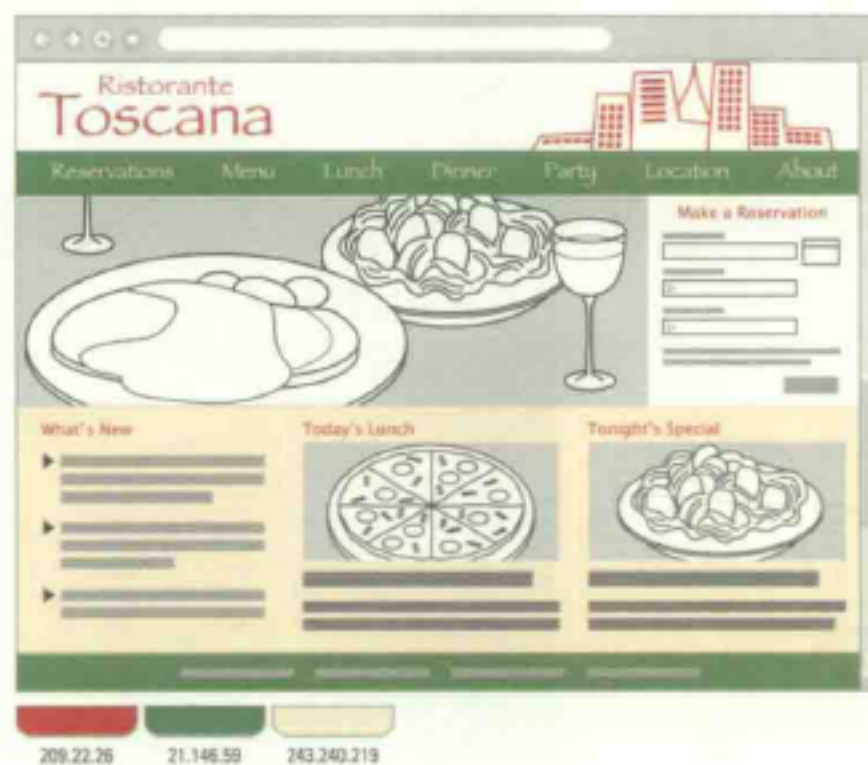 Ristorante
Toscana
Reservations Menu Lunch Dinner Party Location About
Make a Reservation
What's New
Today's Lunch
Tonight's Special
209.22.26 21.146.59 243.240.219